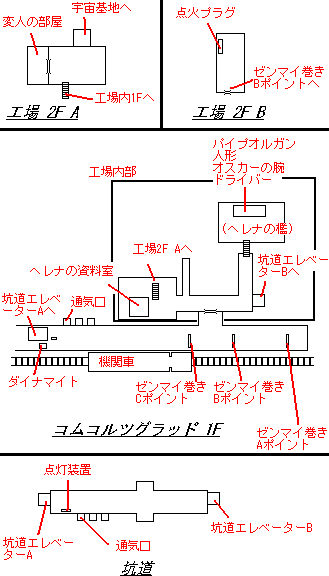 宇宙基地へ
変人の部屋
工場内1Fへ
工場 2F A
点火プラグ
ゼンマイ巻き
Bポイントへ
工場 2F B
パイプオルガン
人形
オスカーの腕
ドライバー
工場内部
(ヘレナの檻)
工場2F Aへ
ヘレナの資料室
坑道エレベーターBへ
坑道エレベ
ーターAへ
通気口
ダイナマイト
機関車
ゼンマイ巻き
Cポイント
ゼンマイ巻き
Bポイント
ゼンマイ巻き
Aポイント
コムコルツグラッド 1F
点灯装置
坑道エレベー
ターA
通気口
坑道エレベーターB
坑道